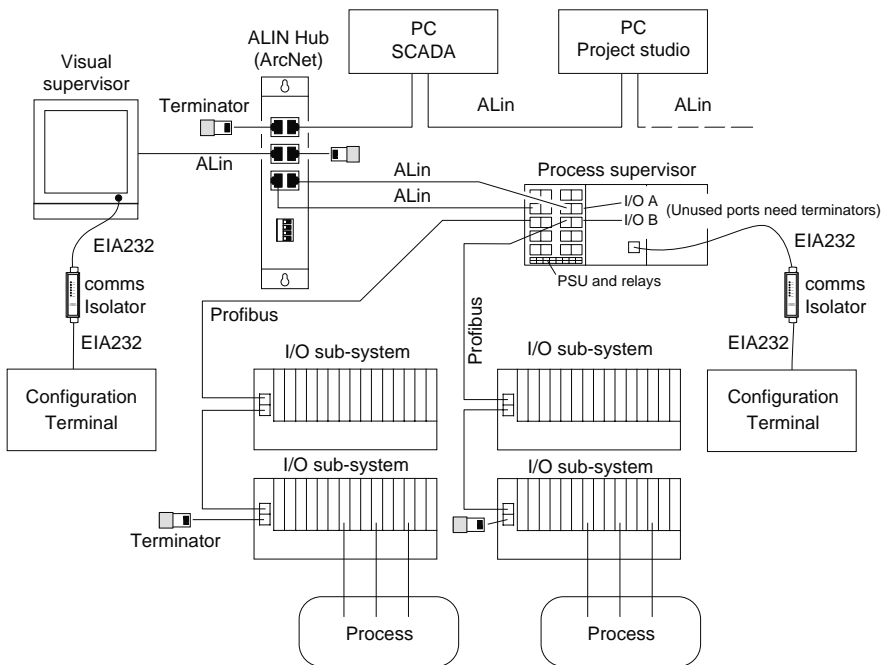 PC
SCADA
PC
Project studio
ALIN Hub
(ArcNet)
Visual
supervisor
Terminator
ALin
ALin
ALin
ALin
ALin
Process supervisor
I/O A
I/O B
(Unused ports need terminators)
EIA232
EIA232
PSU and relays
comms
Isolator
comms
Isolator
Profibus
Profibus
EIA232
EIA232
I/O sub-system
I/O sub-system
Configuration
Terminal
Configuration
Terminal
I/O sub-system
I/O sub-system
Terminator
Process
Process